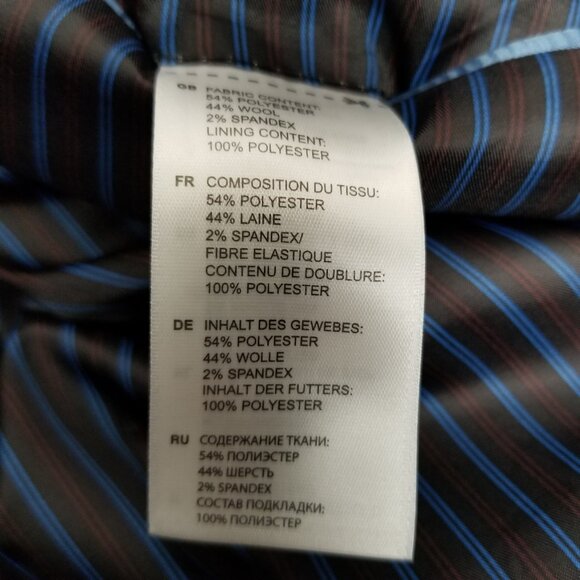 GB FABRIC CONTENT:
54% POLYESTER
44% WOOL
2% SPANDEX
LINING CONTENT:
100% POLYESTER
FR COMPOSITION DU TISSU:
54% POLYESTER
44% LAINE
2% SPANDEX/
FIBRE ELASTIQUE
CONTENU DE DOUBLURE:
100% POLYESTER
DE INHALT DES GEWEBES:
54% POLYESTER
44% WOLLE
2% SPANDEX
INHALT DER FUTTERS:
100% POLYESTER
RU СОДЕРЖАНИЕ ТКАНИ:
54% ПОЛИЭСТЕР
44% ШЕРСТЬ
2% SPANDEX
СОСТАВ ПОДКЛАДКИ:
100% ПОЛИЭСТЕР